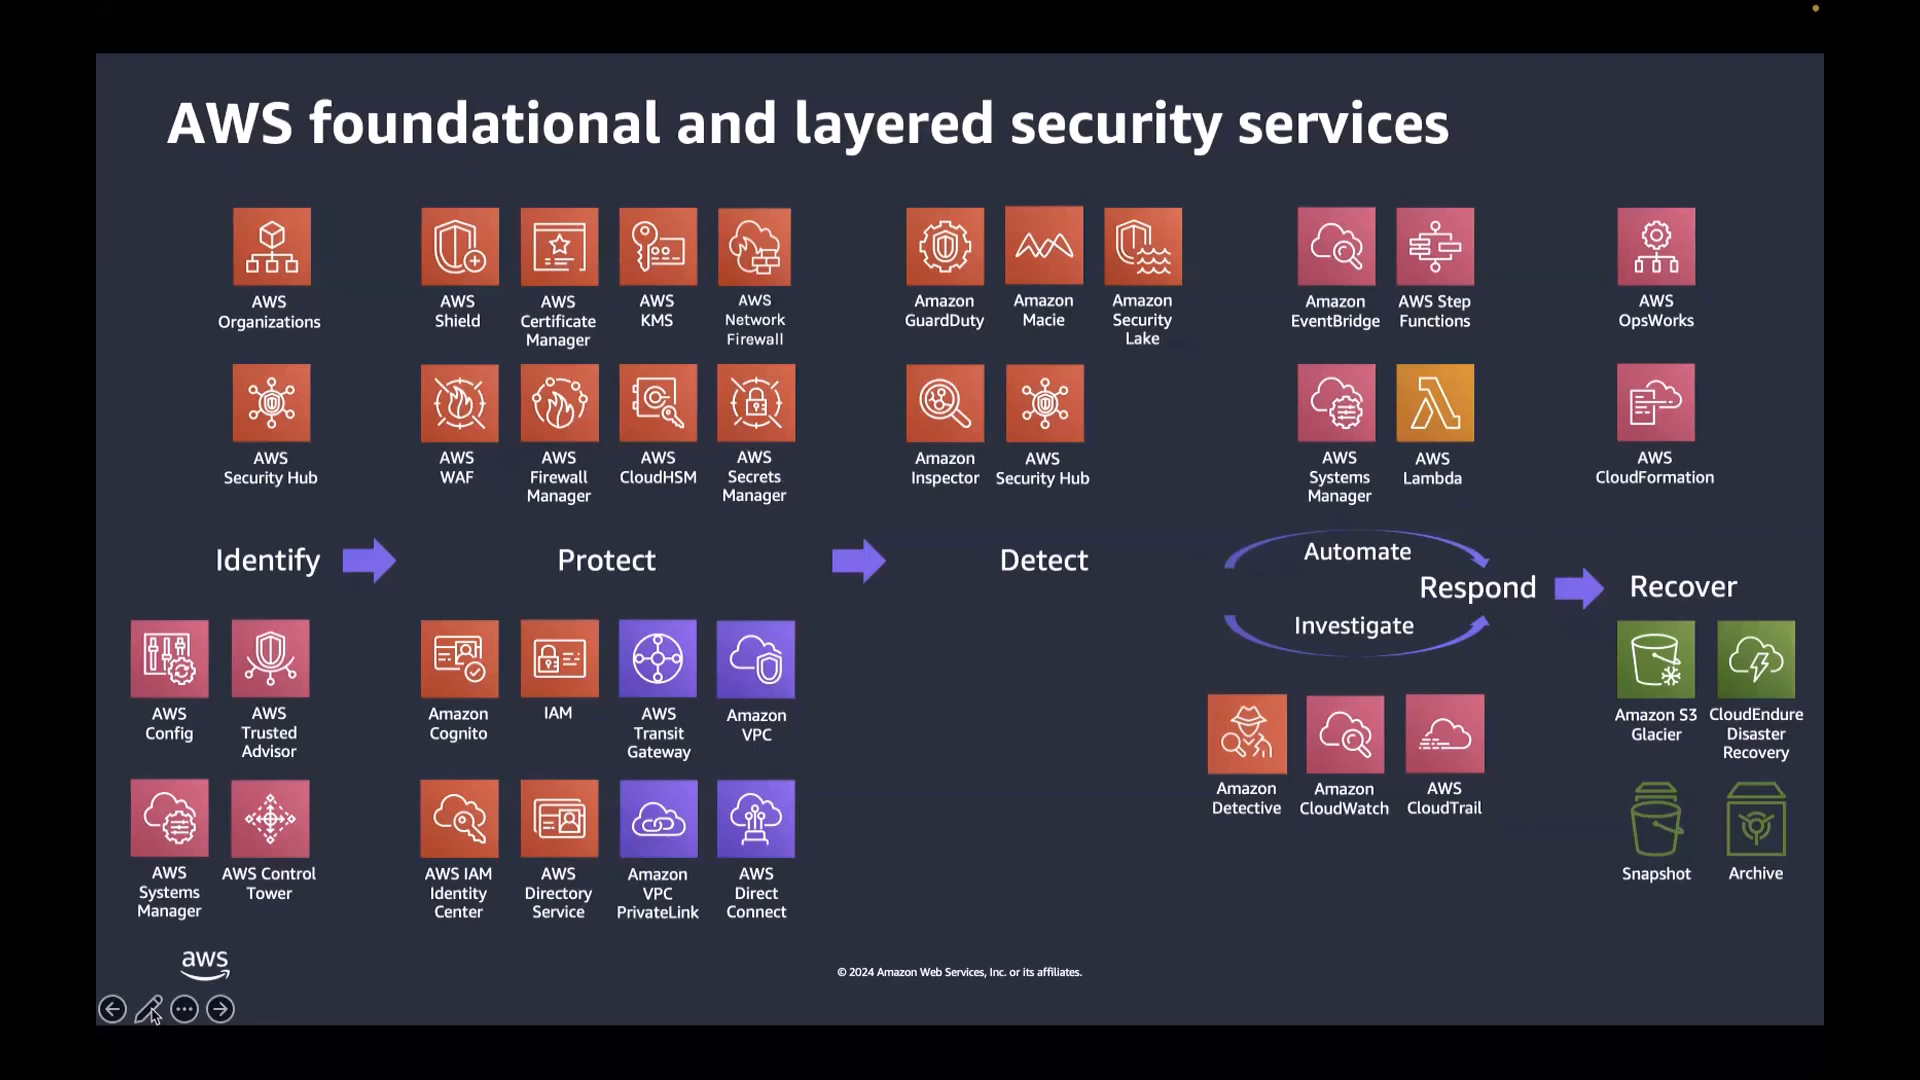 AWS foundational and layered security services
AWS
Organizations
AWS
Shield
AWS
Certificate
Manager
AWS
KMS
AWS
Network
Firewall
Amazon
GuardDuty
Amazon
Macie
Amazon
Security
Lake
Amazon
EventBridge
AWS Step
Functions
AWS
OpsWorks
AWS
Security Hub
AWS
WAF
AWS
Firewall
Manager
AWS
CloudHSM
AWS
Secrets
Manager
Amazon
Inspector
AWS
Security Hub
AWS
Systems
Manager
AWS
Lambda
AWS
CloudFormation
Identify
Protect
Detect
Automate
Respond
Investigate
Recover
AWS
Config
AWS
Trusted
Advisor
Amazon
Cognito
IAM
AWS
Transit
Gateway
Amazon
VPC
Amazon S3
Glacier
CloudEndure
Disaster
Recovery
Amazon
Detective
Amazon
CloudWatch
AWS
CloudTrail
AWS
Systems
Manager
AWS Control
Tower
AWS IAM
Identity
Center
AWS
Directory
Service
Amazon
VPC
PrivateLink
AWS
Direct
Connect
Snapshot
Archive
aws
© 2024 Amazon Web Services, Inc. or its affiliates.